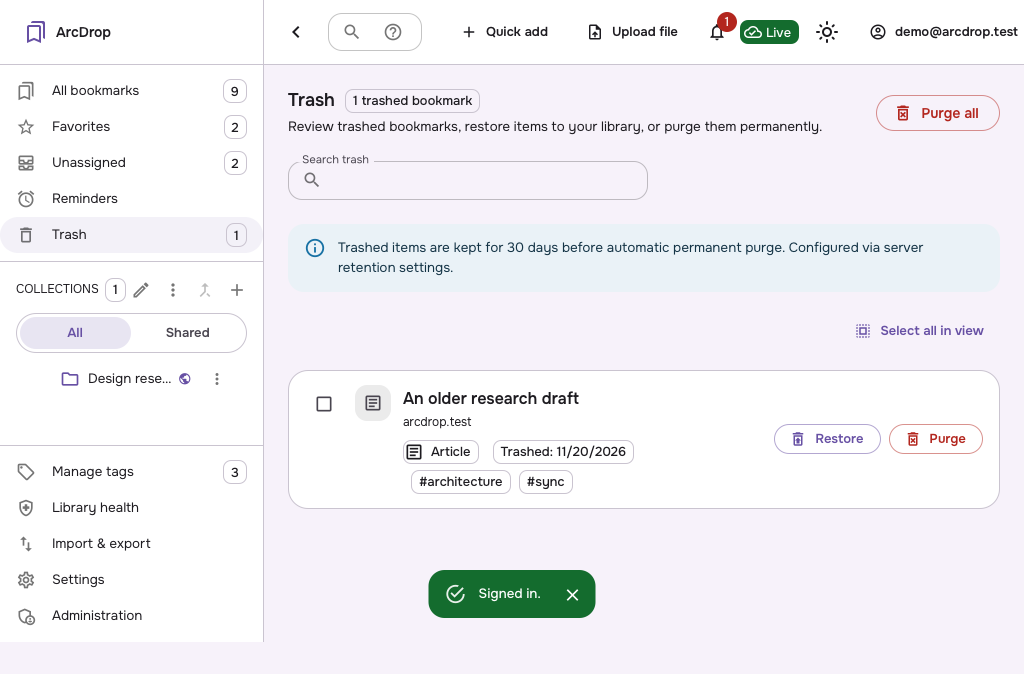 ArcDrop
Quick add
Upload file
1
Live
demo@arcdrop.test
All bookmarks 9
Favorites 2
Unassigned 2
Reminders
Trash 1
COLLECTIONS 1
All Shared
Design rese...
Manage tags 3
Library health
Import & export
Settings
Administration
Trash 1 trashed bookmark
Review trashed bookmarks, restore items to your library, or purge them permanently.
Purge all
Search trash
Trashed items are kept for 30 days before automatic permanent purge. Configured via server
retention settings.
Select all in view
An older research draft
arcdrop.test
Article Trashed: 11/20/2026
#architecture #sync
Restore Purge
Signed in.